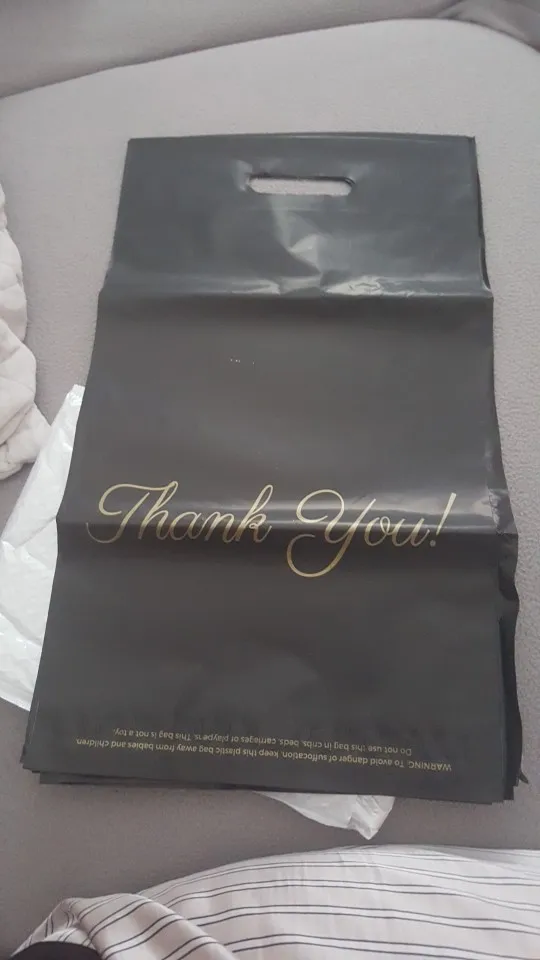 Thank You!
WARNING: To avoid danger of suffocation, keep this plastic bag away from babies and children.
Do not use this bag in cribs, beds, carriages or playpens. This bag is not a toy.